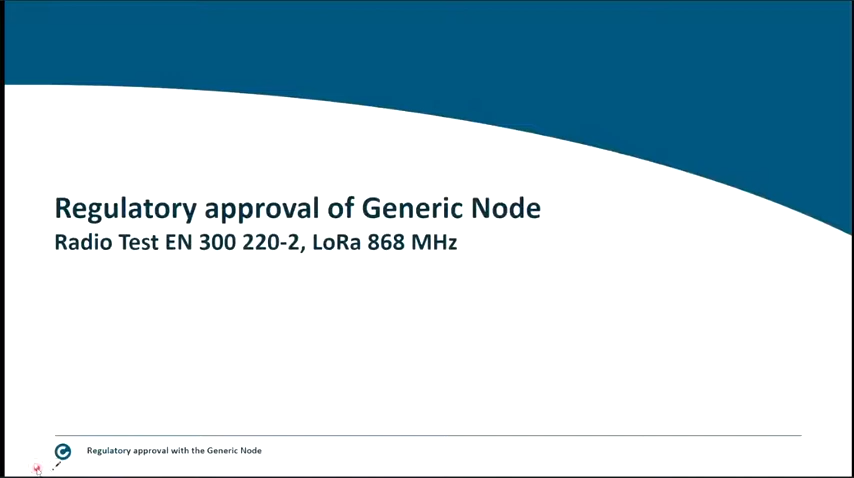 Regulatory approval of Generic Node
Radio Test EN 300 220-2, LoRa 868 MHz
Regulatory approval with the Generic Node